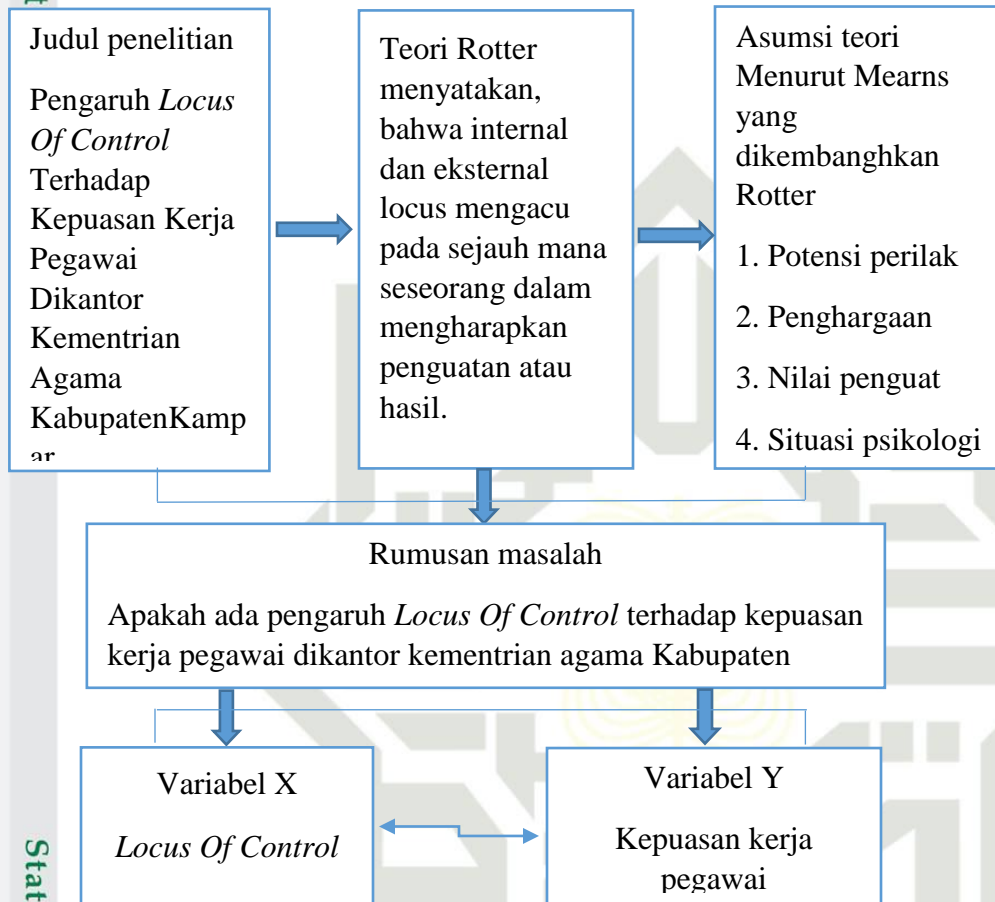 Judul penelitian
Pengaruh Locus
Of Control
Terhadap
Kepuasan Kerja
Pegawai
Dikantor
Kementrian
Agama
KabupatenKamp
ar
Teori Rotter
menyatakan,
bahwa internal
dan eksternal
locus mengacu
pada sejauh mana
seseorang dalam
mengharapkan
penguatan atau
hasil.
Asumsi teori
Menurut Mearns
yang
dikembanghkan
Rotter
1. Potensi perilak
2. Penghargaan
3. Nilai penguat
4. Situasi psikologi
Rumusan masalah
Apakah ada pengaruh Locus Of Control terhadap kepuasan
kerja pegawai dikantor kementrian agama Kabupaten
Variabel X
Locus Of Control
Variabel Y
Kepuasan kerja
pegawai
Stat